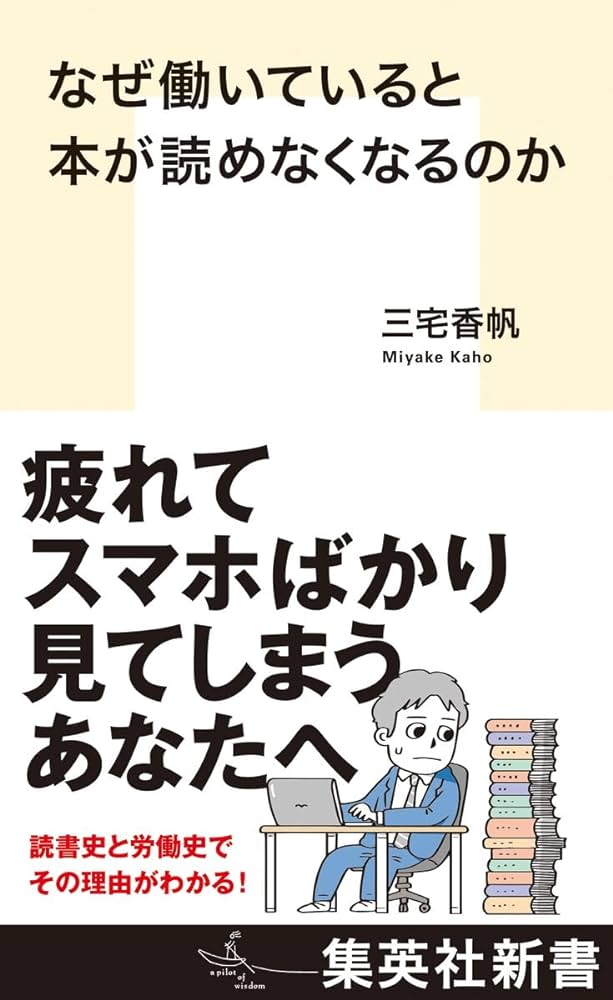 なぜ働いていると
本が読めなくなるのか
三宅香帆
Miyake Kaho
疲れて
スマホばかり
見てしまう
あなたへ
読書史と労働史で
その理由がわかる!
a pilot
of
wisdom
集英社新書